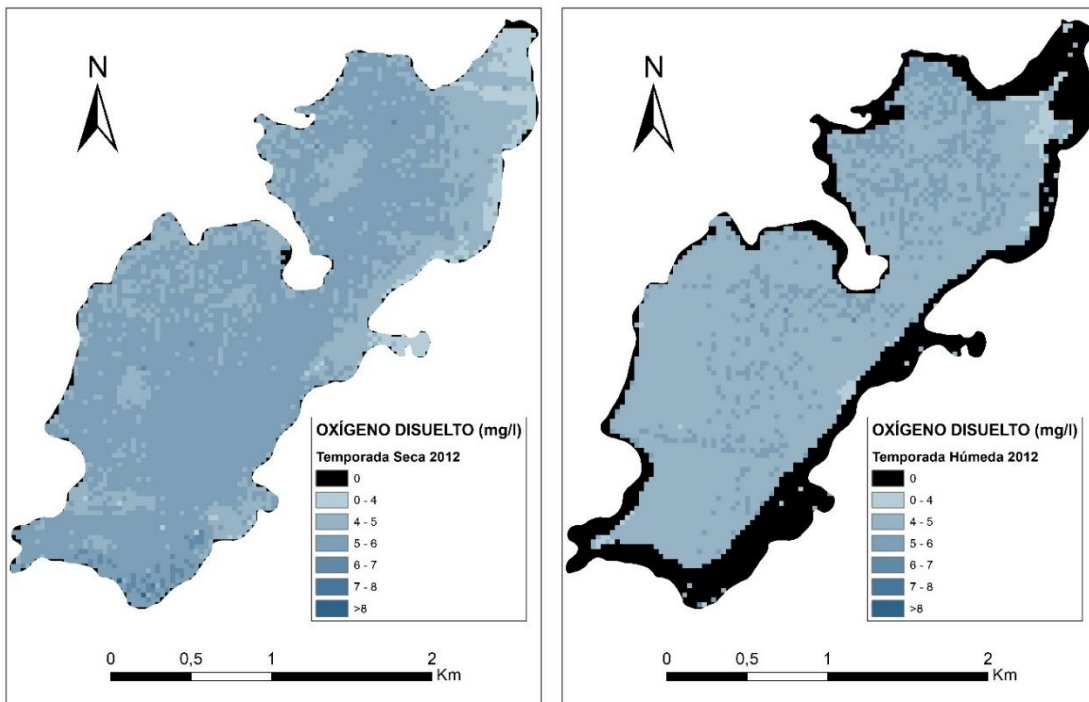 N
OXÍGENO DISUELTO (mg/l)
Temporada Seca 2012
0
0 - 4
4 - 5
5 - 6
6 - 7
7 - 8
>8
0 0,5 1 2
Km
N
OXÍGENO DISUELTO (mg/l)
Temporada Húmeda 2012
0
0 - 4
4 - 5
5 - 6
6 - 7
7 - 8
>8
0 0,5 1 2
Km